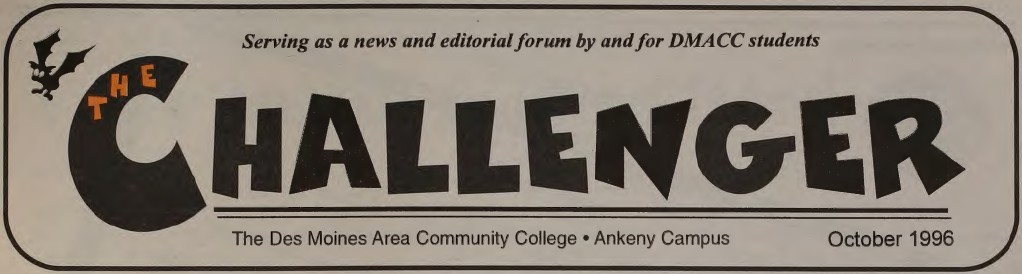 Serving as a news and editorial forum by and for DMACC students
THE
CHALLENGER
The Des Moines Area Community College • Ankeny Campus October 1996